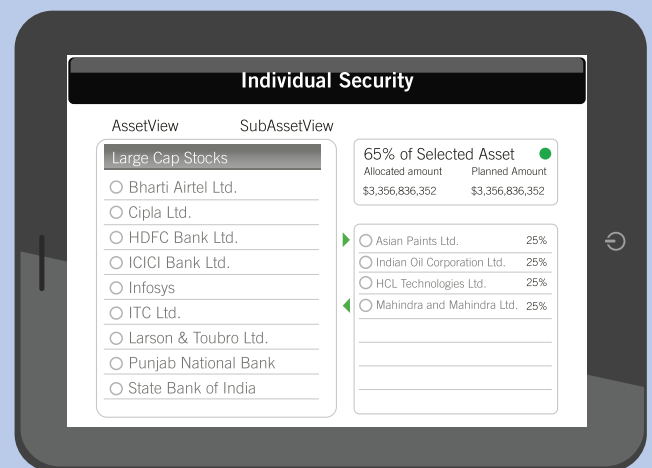 Individual Security
AssetView SubAssetView
Large Cap Stocks
Bharti Airtel Ltd.
Cipla Ltd.
HDFC Bank Ltd.
ICICI Bank Ltd.
Infosys
ITC Ltd.
Larson & Toubro Ltd.
Punjab National Bank
State Bank of India
65% of Selected Asset
Allocated amount Planned Amount
$3,356,836,352 $3,356,836,352
Asian Paints Ltd. 25%
Indian Oil Corporation Ltd. 25%
HCL Technologies Ltd. 25%
Mahindra and Mahindra Ltd. 25%